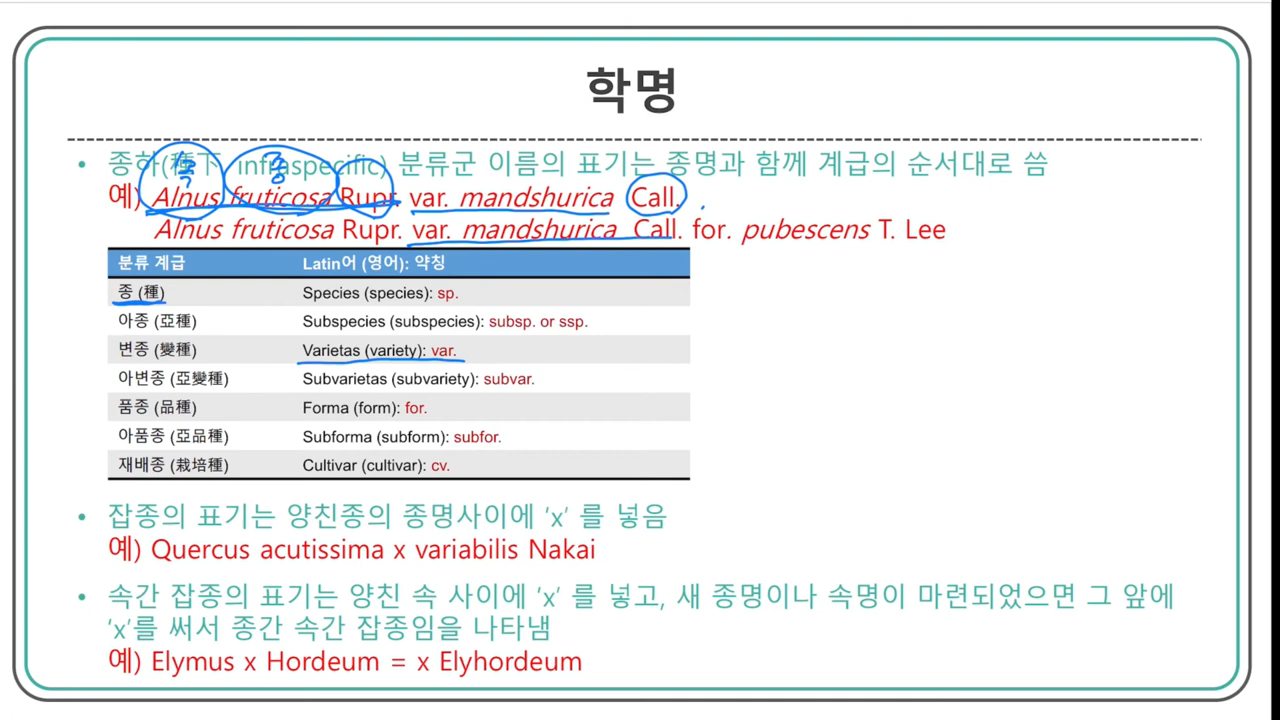 학명
• 종하(種下 infraspecific) 분류군 이름의 표기는 종명과 함께 계급의 순서대로 씀
속 종
예) Alnus fruticosa Rupr. var. mandshurica Call.
Alnus fruticosa Rupr. var. mandshurica Call. for. pubescens T. Lee
분류 계급 Latin어 (영어): 약칭
종 (種) Species (species): sp.
아종 (亞種) Subspecies (subspecies): subsp. or ssp.
변종 (變種) Varietas (variety): var.
아변종 (亞變種) Subvarietas (subvariety): subvar.
품종 (品種) Forma (form): for.
아품종 (亞品種) Subforma (subform): subfor.
재배종 (栽培種) Cultivar (cultivar): cv.
• 잡종의 표기는 양친종의 종명사이에 ‘x’ 를 넣음
예) Quercus acutissima x variabilis Nakai
• 속간 잡종의 표기는 양친 속 사이에 ‘x’ 를 넣고, 새 종명이나 속명이 마련되었으면 그 앞에
‘x’를 써서 종간 속간 잡종임을 나타냄
예) Elymus x Hordeum = x Elyhordeum